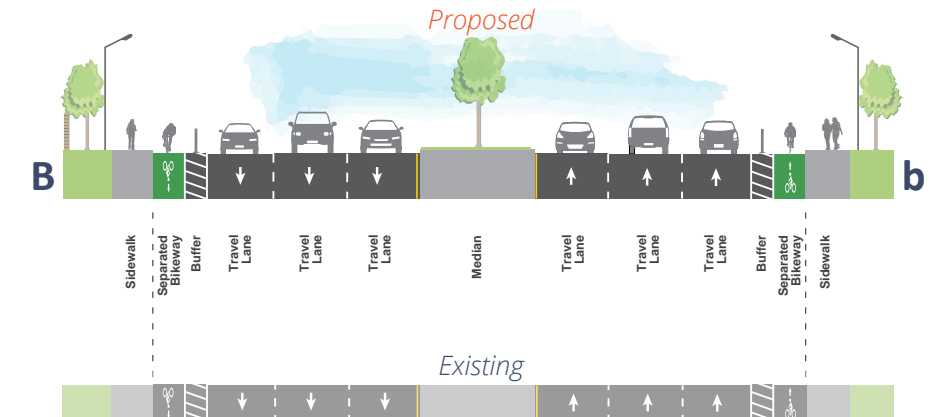 Proposed
B
b
Sidewalk
Separated
Bikeway
Buffer
Travel
Lane
Travel
Lane
Travel
Lane
Median
Travel
Lane
Travel
Lane
Travel
Lane
Buffer
Separated
Bikeway
Sidewalk
Existing